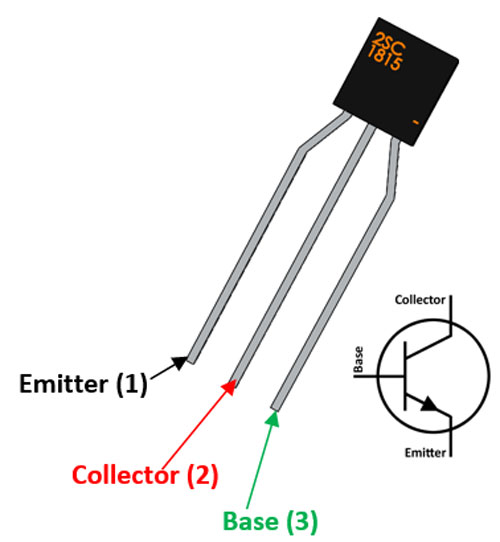 2SC
1815
-
Emitter (1)
Collector (2)
Base (3)
Collector
Base
Emitter